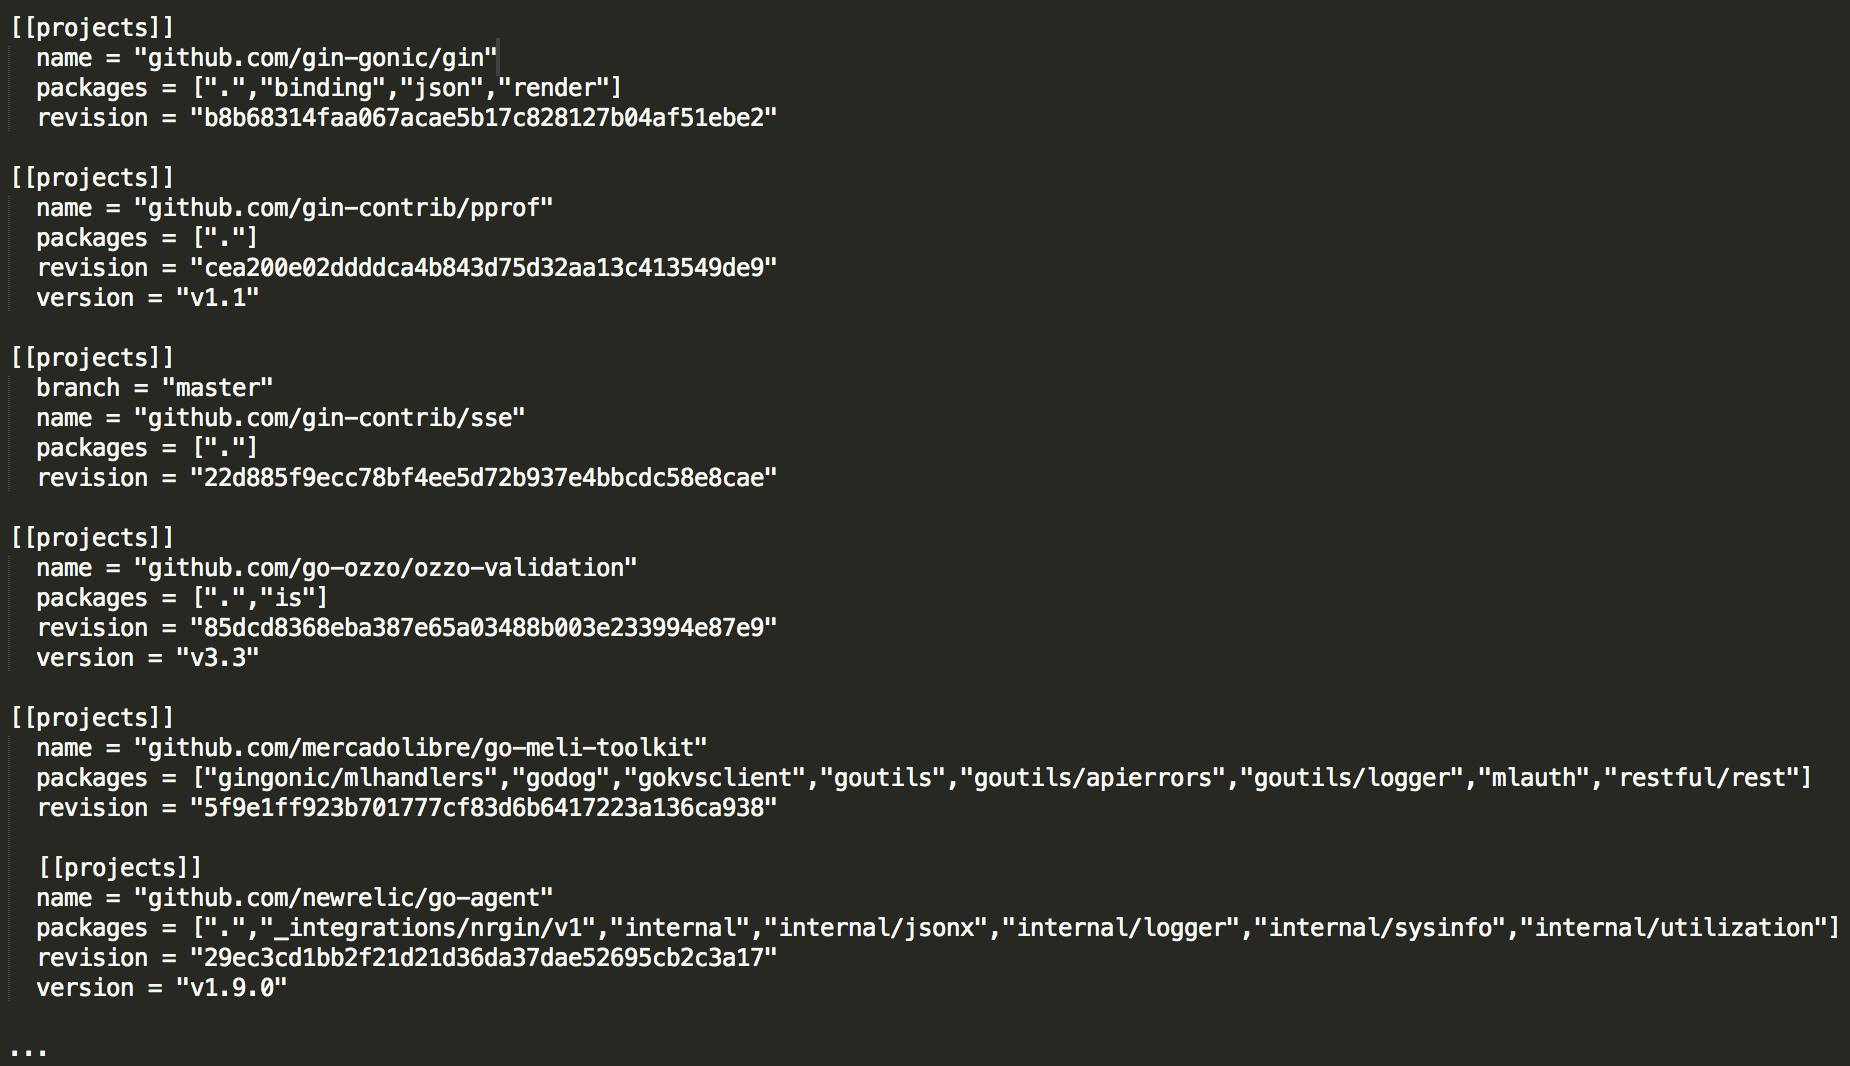 [[projects]]
  name = "github.com/gin-gonic/gin"
  packages = [".","binding","json","render"]
  revision = "b8b68314faa067acae5b17c828127b04af51ebe2"

[[projects]]
  name = "github.com/gin-contrib/pprof"
  packages = ["."]
  revision = "cea200e02ddddca4b843d75d32aa13c413549de9"
  version = "v1.1"

[[projects]]
  branch = "master"
  name = "github.com/gin-contrib/sse"
  packages = ["."]
  revision = "22d885f9ecc78bf4ee5d72b937e4bbcdc58e8cae"

[[projects]]
  name = "github.com/go-ozzo/ozzo-validation"
  packages = [".","is"]
  revision = "85dcd8368eba387e65a03488b003e233994e87e9"
  version = "v3.3"

[[projects]]
  name = "github.com/mercadolibre/go-meli-toolkit"
  packages = ["gingonic/mlhandlers","godog","gokvsclient","goutils","goutils/apierrors","goutils/logger","mlauth","restful/rest"]
  revision = "5f9e1ff923b701777cf83d6b6417223a136ca938"

  [[projects]]
  name = "github.com/newrelic/go-agent"
  packages = [".","_integrations/nrgin/v1","internal","internal/jsonx","internal/logger","internal/sysinfo","internal/utilization"]
  revision = "29ec3cd1bb2f21d21d36da37dae52695cb2c3a17"
  version = "v1.9.0"

...